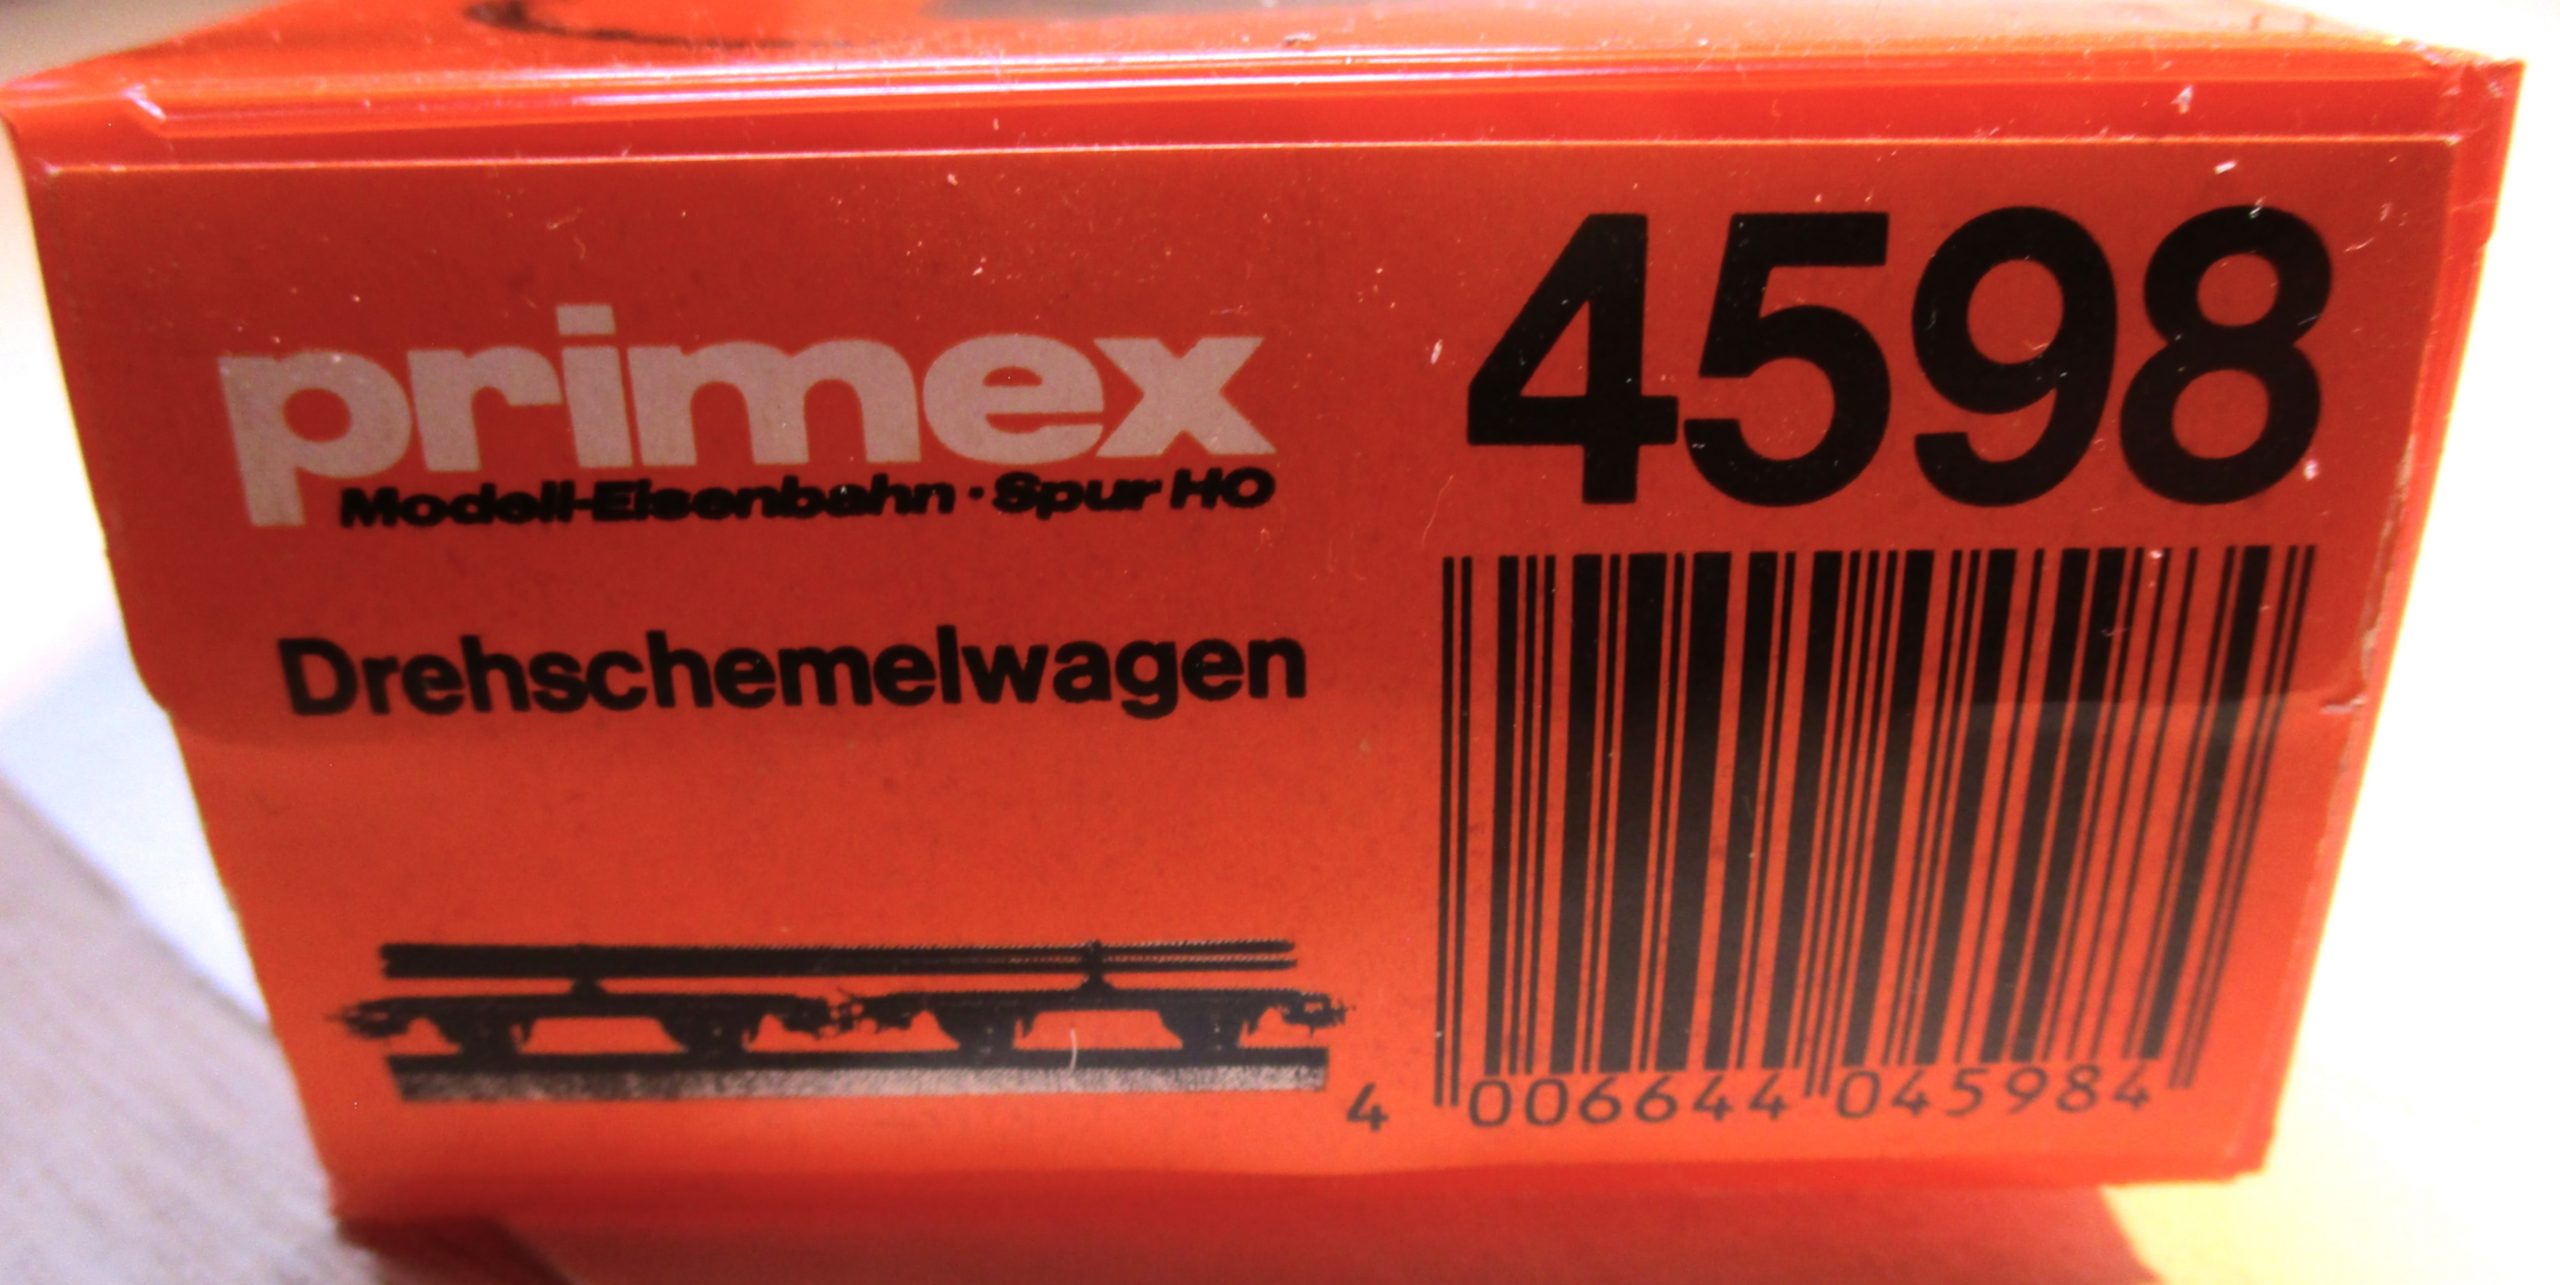 primex
Modell-Eisenbahn · Spur HO
4598
Drehschemelwagen
4 006644 045984